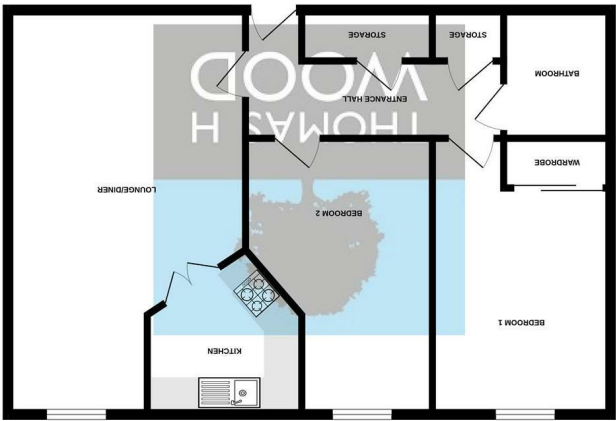 KITCHEN
BEDROOM 1
BEDROOM 2
LOUNGE/DINER
WARDROBE
THOMAS H
ENTRANCE HALL
WOOD
BATHROOM
STORAGE
STORAGE